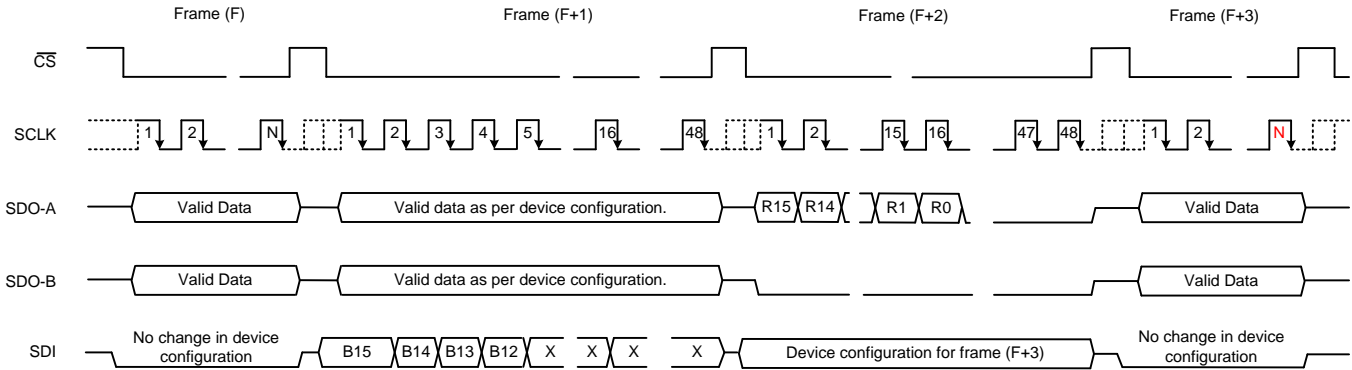 Frame (F) Frame (F+1) Frame (F+2) Frame (F+3)
CS
SCLK 1 2 N 1 2 3 4 5 16 48 1 2 15 16 47 48 1 2 N
SDO-A Valid Data Valid data as per device configuration. R15 R14 R1 R0 Valid Data
SDO-B Valid Data Valid data as per device configuration. Valid Data
SDI No change in device configuration B15 B14 B13 B12 X X X X Device configuration for frame (F+3) No change in device configuration